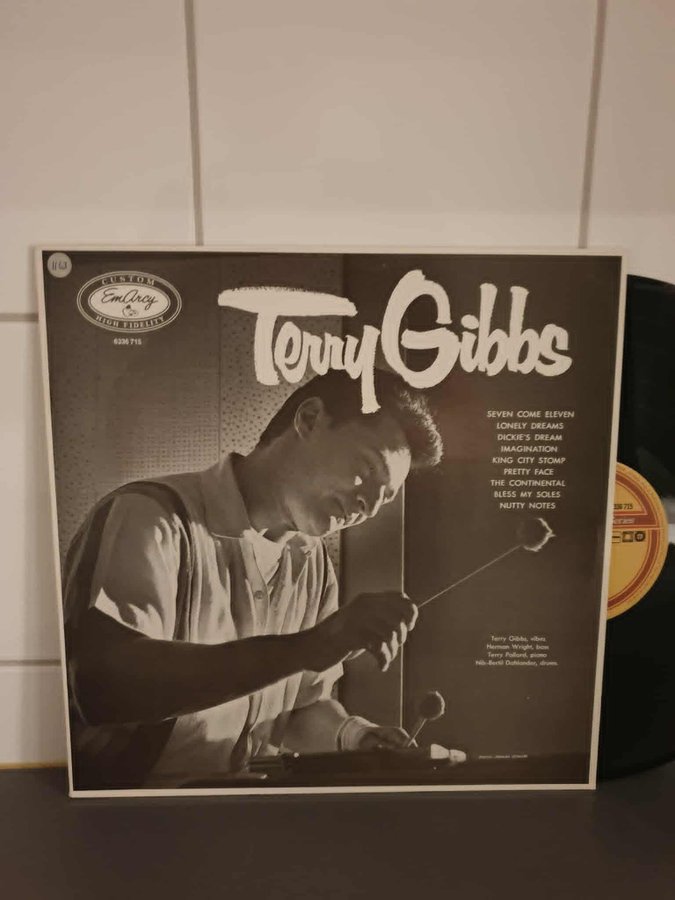 CUSTOM
EmArcy
HIGH FIDELITY
6336 715
Terry Gibbs
SEVEN COME ELEVEN
LONELY DREAMS
DICKIE'S DREAM
IMAGINATION
KING CITY STOMP
PRETTY FACE
THE CONTINENTAL
BLESS MY SOLES
NUTTY NOTES
Terry Gibbs, vibes
Norman Wright, bass
Terry Pollard, piano
Nils-Bertil Dahlander, drums